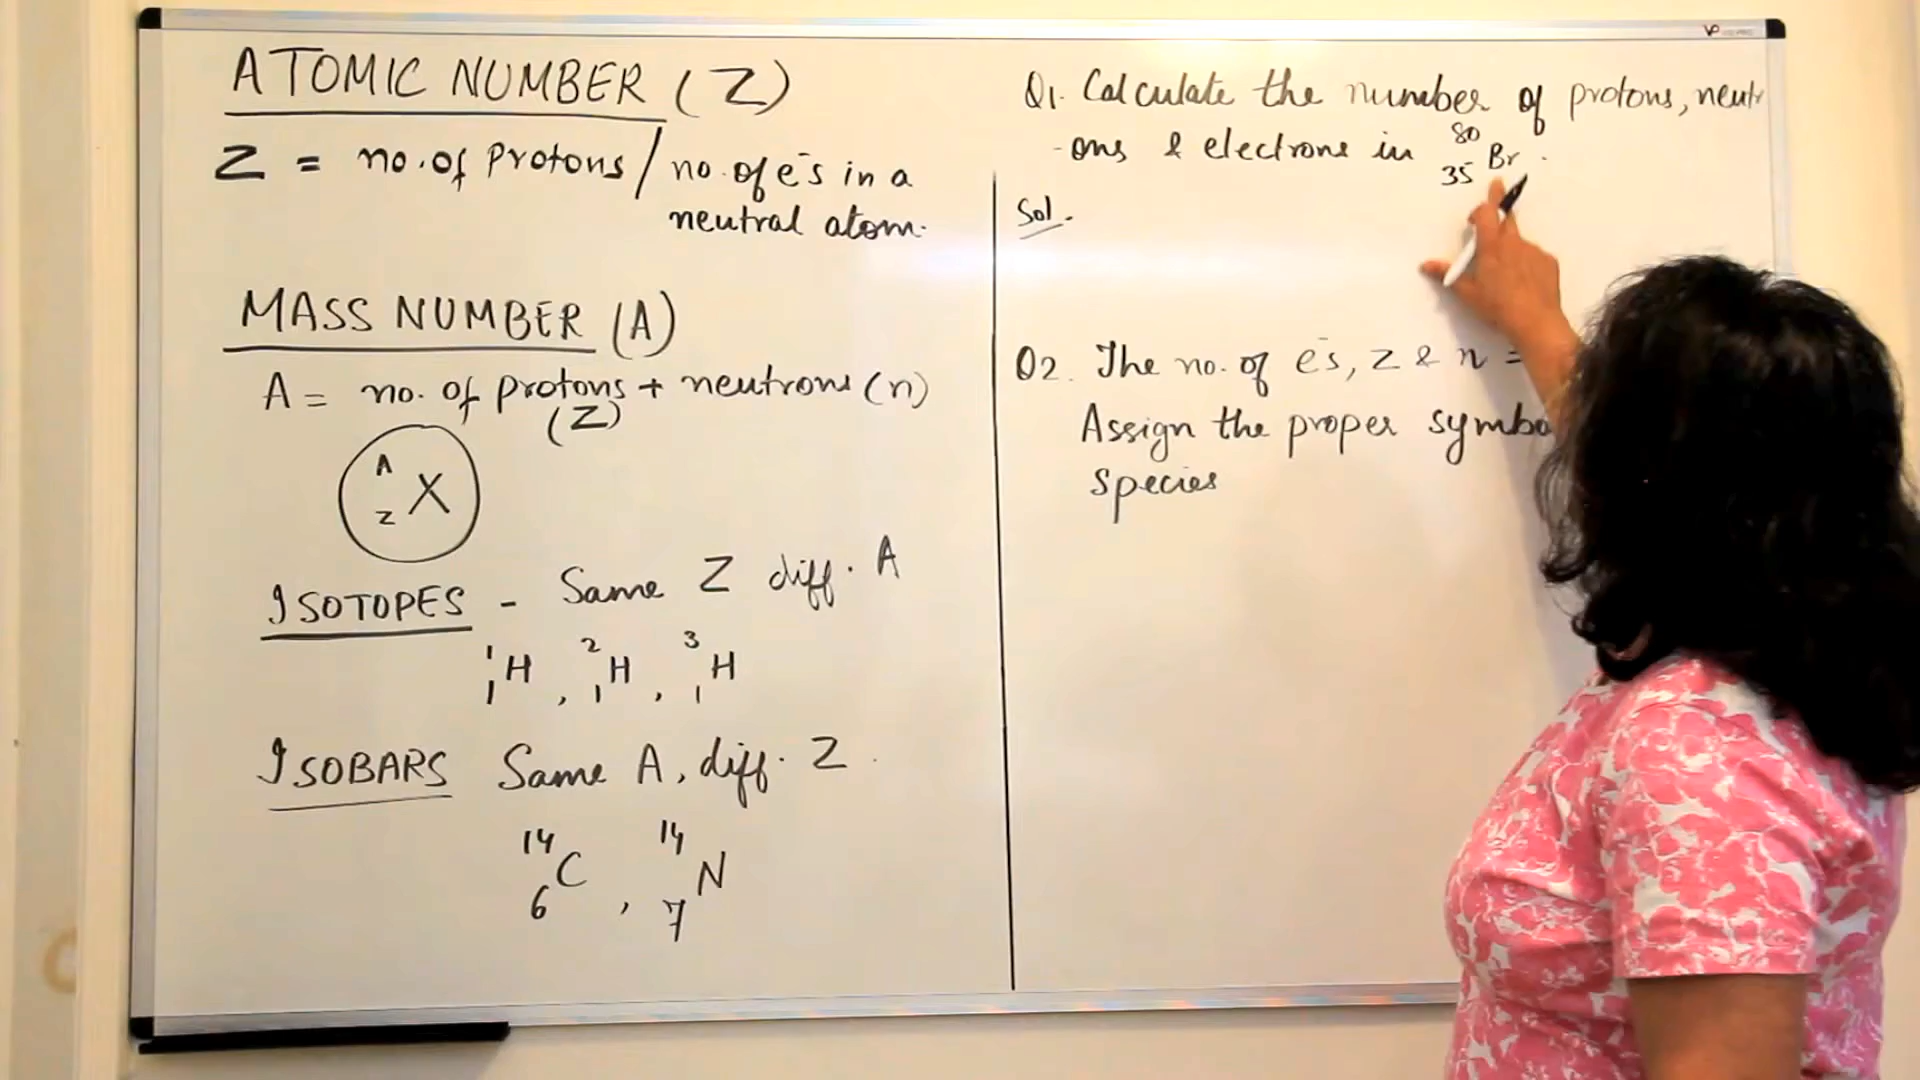 ATOMIC NUMBER (Z)
Z = no. of Protons / no. of e⁻s in a
neutral atom.
MASS NUMBER (A)
A = no. of protons + neutrons (n)
(Z)
A
X
Z
ISOTOPES - Same Z diff. A
1 2 3
H , H , H
1 1 1
ISOBARS Same A, diff. Z
14 14
C , N
6 7
Q1. Calculate the number of protons, neutr
-ons & electrons in 80 Br.
35
Sol.
Q2. The no. of e⁻s, Z & n =
Assign the proper symbo
Species